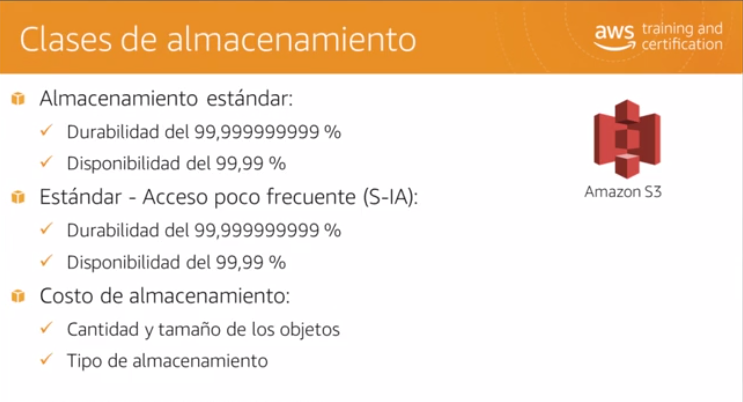 Clases de almacenamiento
aws training and certification
Almacenamiento estándar:
Durabilidad del 99,999999999 %
Disponibilidad del 99,99 %
Estándar - Acceso poco frecuente (S-IA):
Durabilidad del 99,999999999 %
Disponibilidad del 99,99 %
Costo de almacenamiento:
Cantidad y tamaño de los objetos
Tipo de almacenamiento
Amazon S3